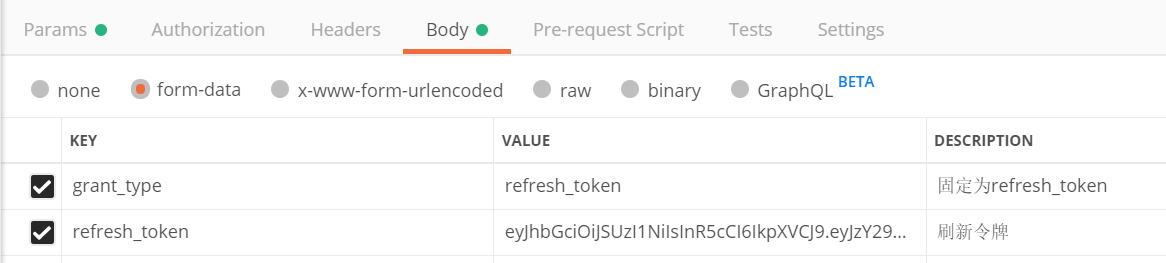 Params Authorization Headers Body Pre-request Script Tests Settings
none form-data x-www-form-urlencoded raw binary GraphQL BETA
KEY VALUE DESCRIPTION
grant_type refresh_token 固定为refresh_token
refresh_token eyJhbGciOiJSUzI1NiIsInR5cCI6IkpXVCJ9.eyJzY29... 刷新令牌